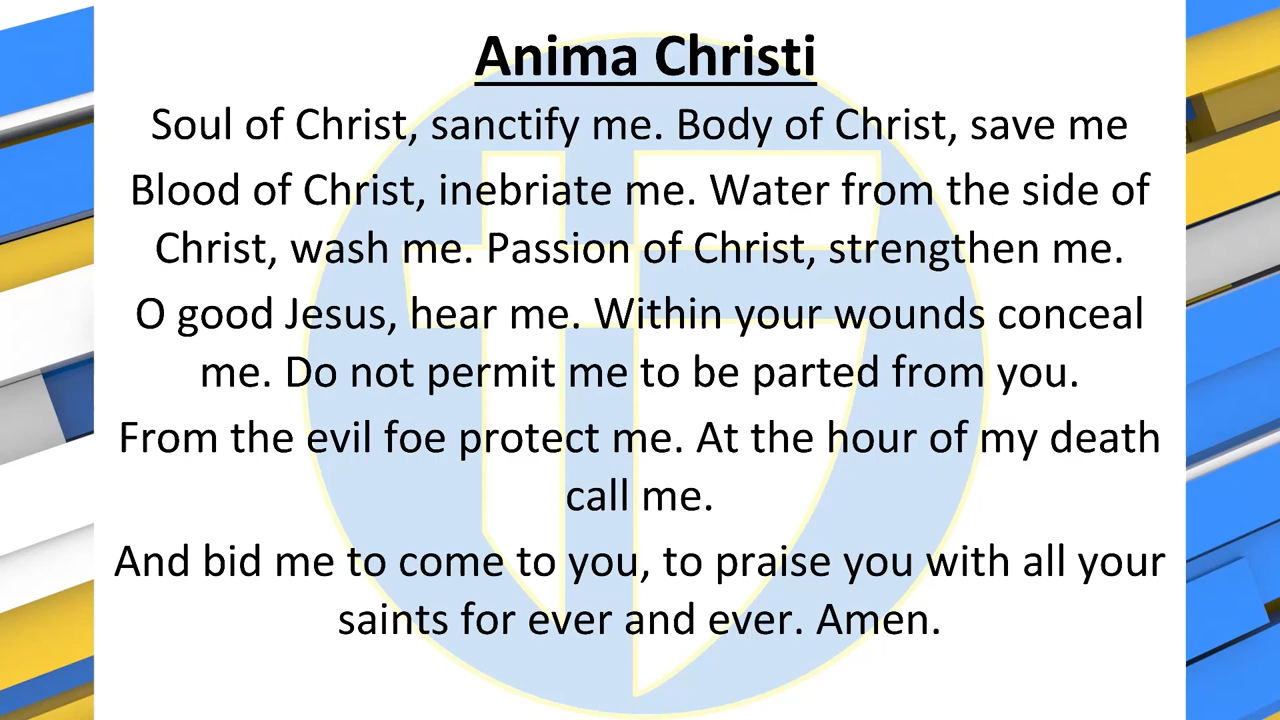 Anima Christi
Soul of Christ, sanctify me. Body of Christ, save me
Blood of Christ, inebriate me. Water from the side of
Christ, wash me. Passion of Christ, strengthen me.
O good Jesus, hear me. Within your wounds conceal
me. Do not permit me to be parted from you.
From the evil foe protect me. At the hour of my death
call me.
And bid me to come to you, to praise you with all your
saints for ever and ever. Amen.